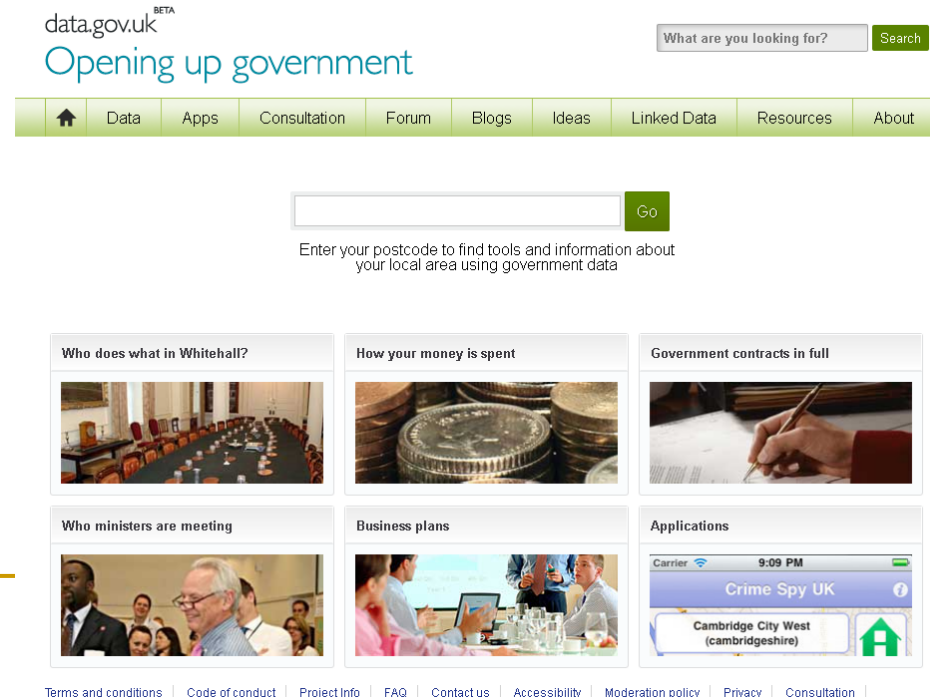 data.gov.uk BETA
Opening up government
What are you looking for? Search
Data Apps Consultation Forum Blogs Ideas Linked Data Resources About
Go
Enter your postcode to find tools and information about
your local area using government data
Who does what in Whitehall? How your money is spent Government contracts in full
Who ministers are meeting Business plans Applications
Carrier 9:09 PM
Crime Spy UK
Cambridge City West
(cambridgeshire)
Terms and conditions | Code of conduct | Project Info | FAQ | Contact us | Accessibility | Moderation policy | Privacy | Consultation |